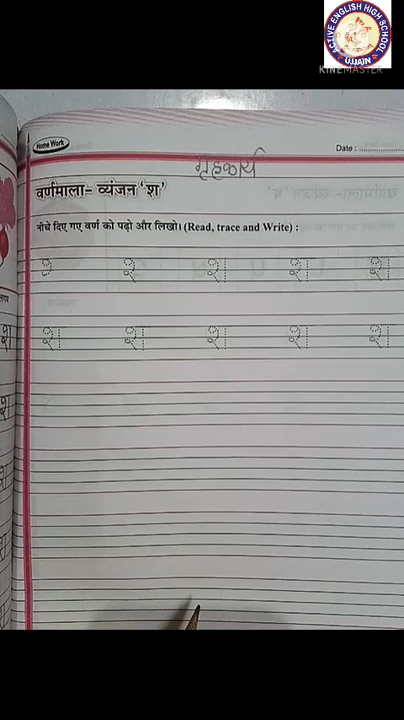 ACTIVE ENGLISH HIGH SCHOOL
UJJAIN
KINEMASTER
Home Work
Date :
गृहकार्य
वर्णमाला- व्यंजन 'श'
नीचे दिए गए वर्ण को पढ़ो और लिखो। (Read, trace and Write) :
श श श श
श श श श श